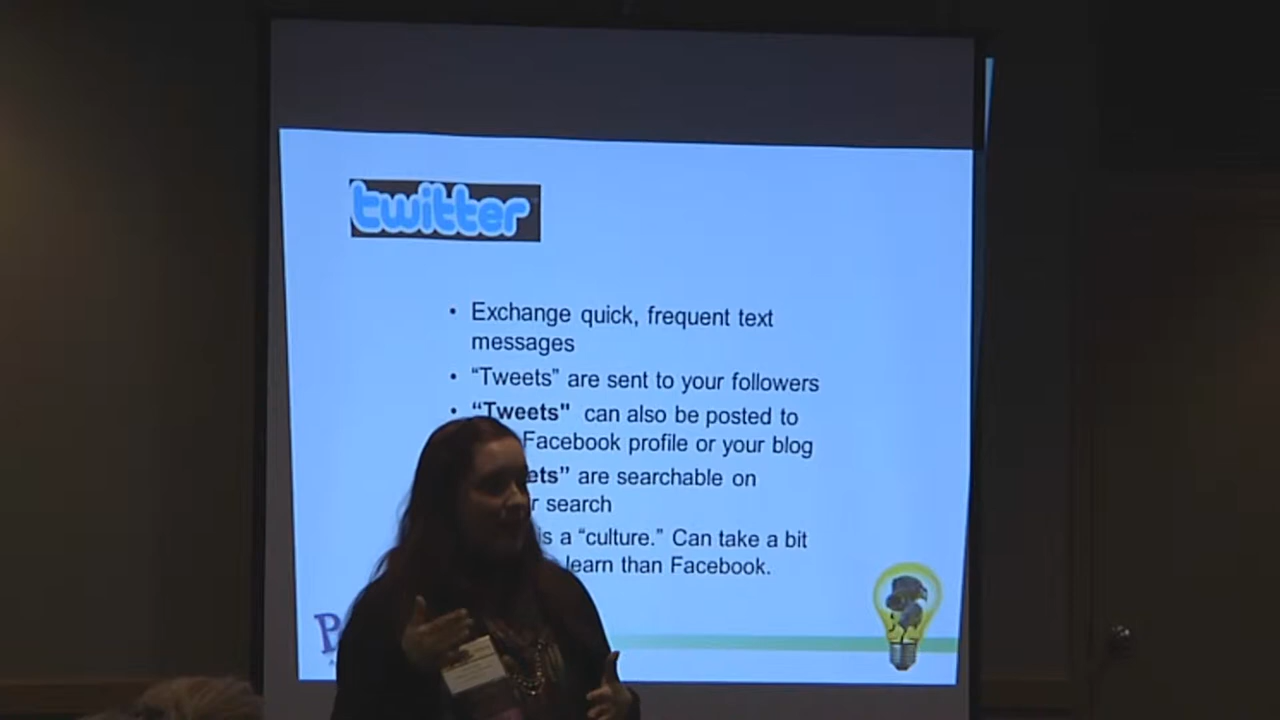 twitter
• Exchange quick, frequent text
messages
• “Tweets” are sent to your followers
• “Tweets" can also be posted to
Facebook profile or your blog
ets” are searchable on
r search
is a “culture.” Can take a bit
learn than Facebook.
P